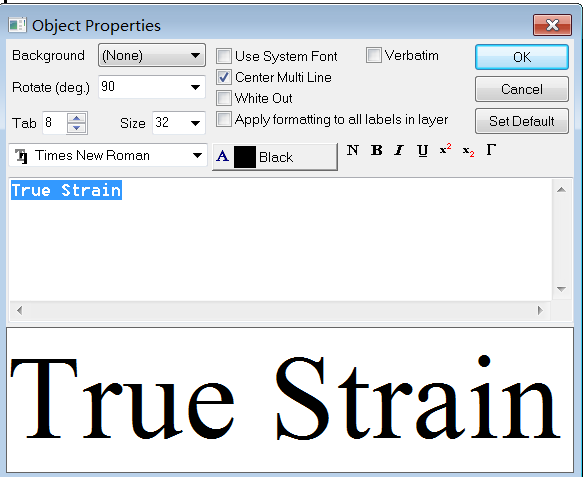 Object Properties
Background (None) Use System Font Verbatim OK
Rotate (deg.) 90 Center Multi Line Cancel
White Out
Tab 8 Size 32 Apply formatting to all labels in layer Set Default
Times New Roman A Black N B I U x² x₂ Γ
True Strain
True Strain